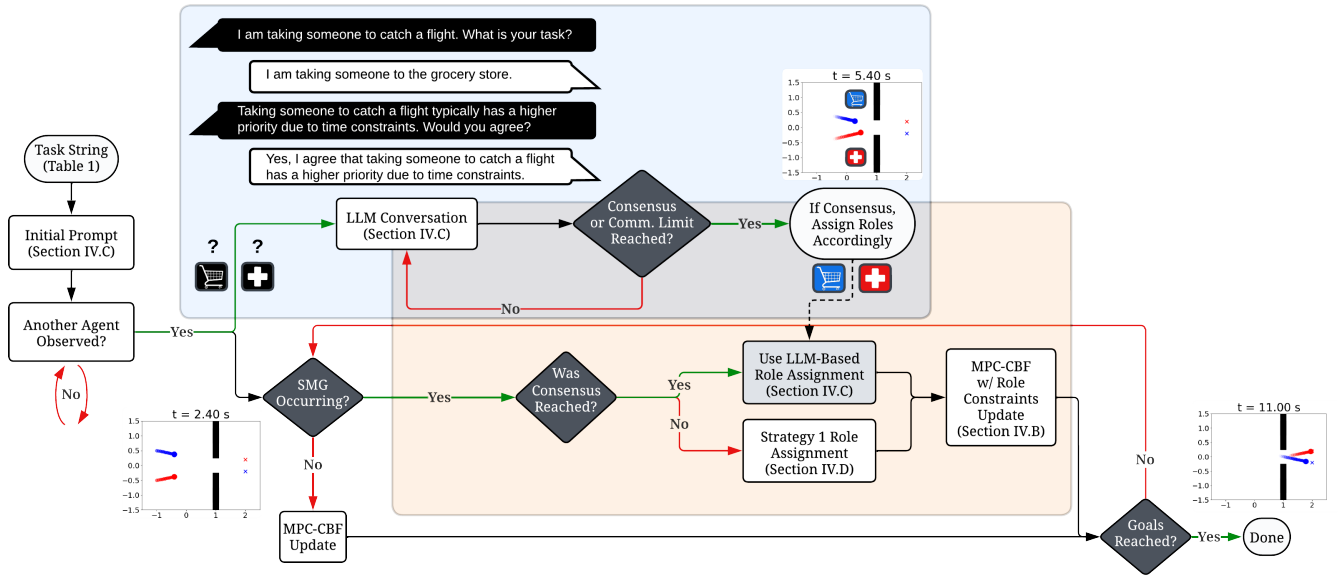 I am taking someone to catch a flight. What is your task?
I am taking someone to the grocery store.
Taking someone to catch a flight typically has a higher
priority due to time constraints. Would you agree?
Yes, I agree that taking someone to catch a flight
has a higher priority due to time constraints.
t = 5.40 s
1.5
1.0
0.5
0.0
−0.5
−1.0
−1.5
−1
0
1
2
Task String
(Table 1)
Initial Prompt
(Section IV.C)
Another Agent
Observed?
No
Yes
?
?
LLM Conversation
(Section IV.C)
Consensus
or Comm. Limit
Reached?
No
Yes
If Consensus,
Assign Roles
Accordingly
SMG
Occurring?
Yes
No
Was
Consensus
Reached?
Yes
No
Use LLM-Based
Role Assignment
(Section IV.C)
Strategy 1 Role
Assignment
(Section IV.D)
MPC-CBF
w/ Role
Constraints
Update
(Section IV.B)
t = 2.40 s
1.5
1.0
0.5
0.0
−0.5
−1.0
−1.5
−1
0
1
2
MPC-CBF
Update
No
Goals
Reached?
Yes
Done
t = 11.00 s
1.5
1.0
0.5
0.0
−0.5
−1.0
−1.5
−1
0
1
2